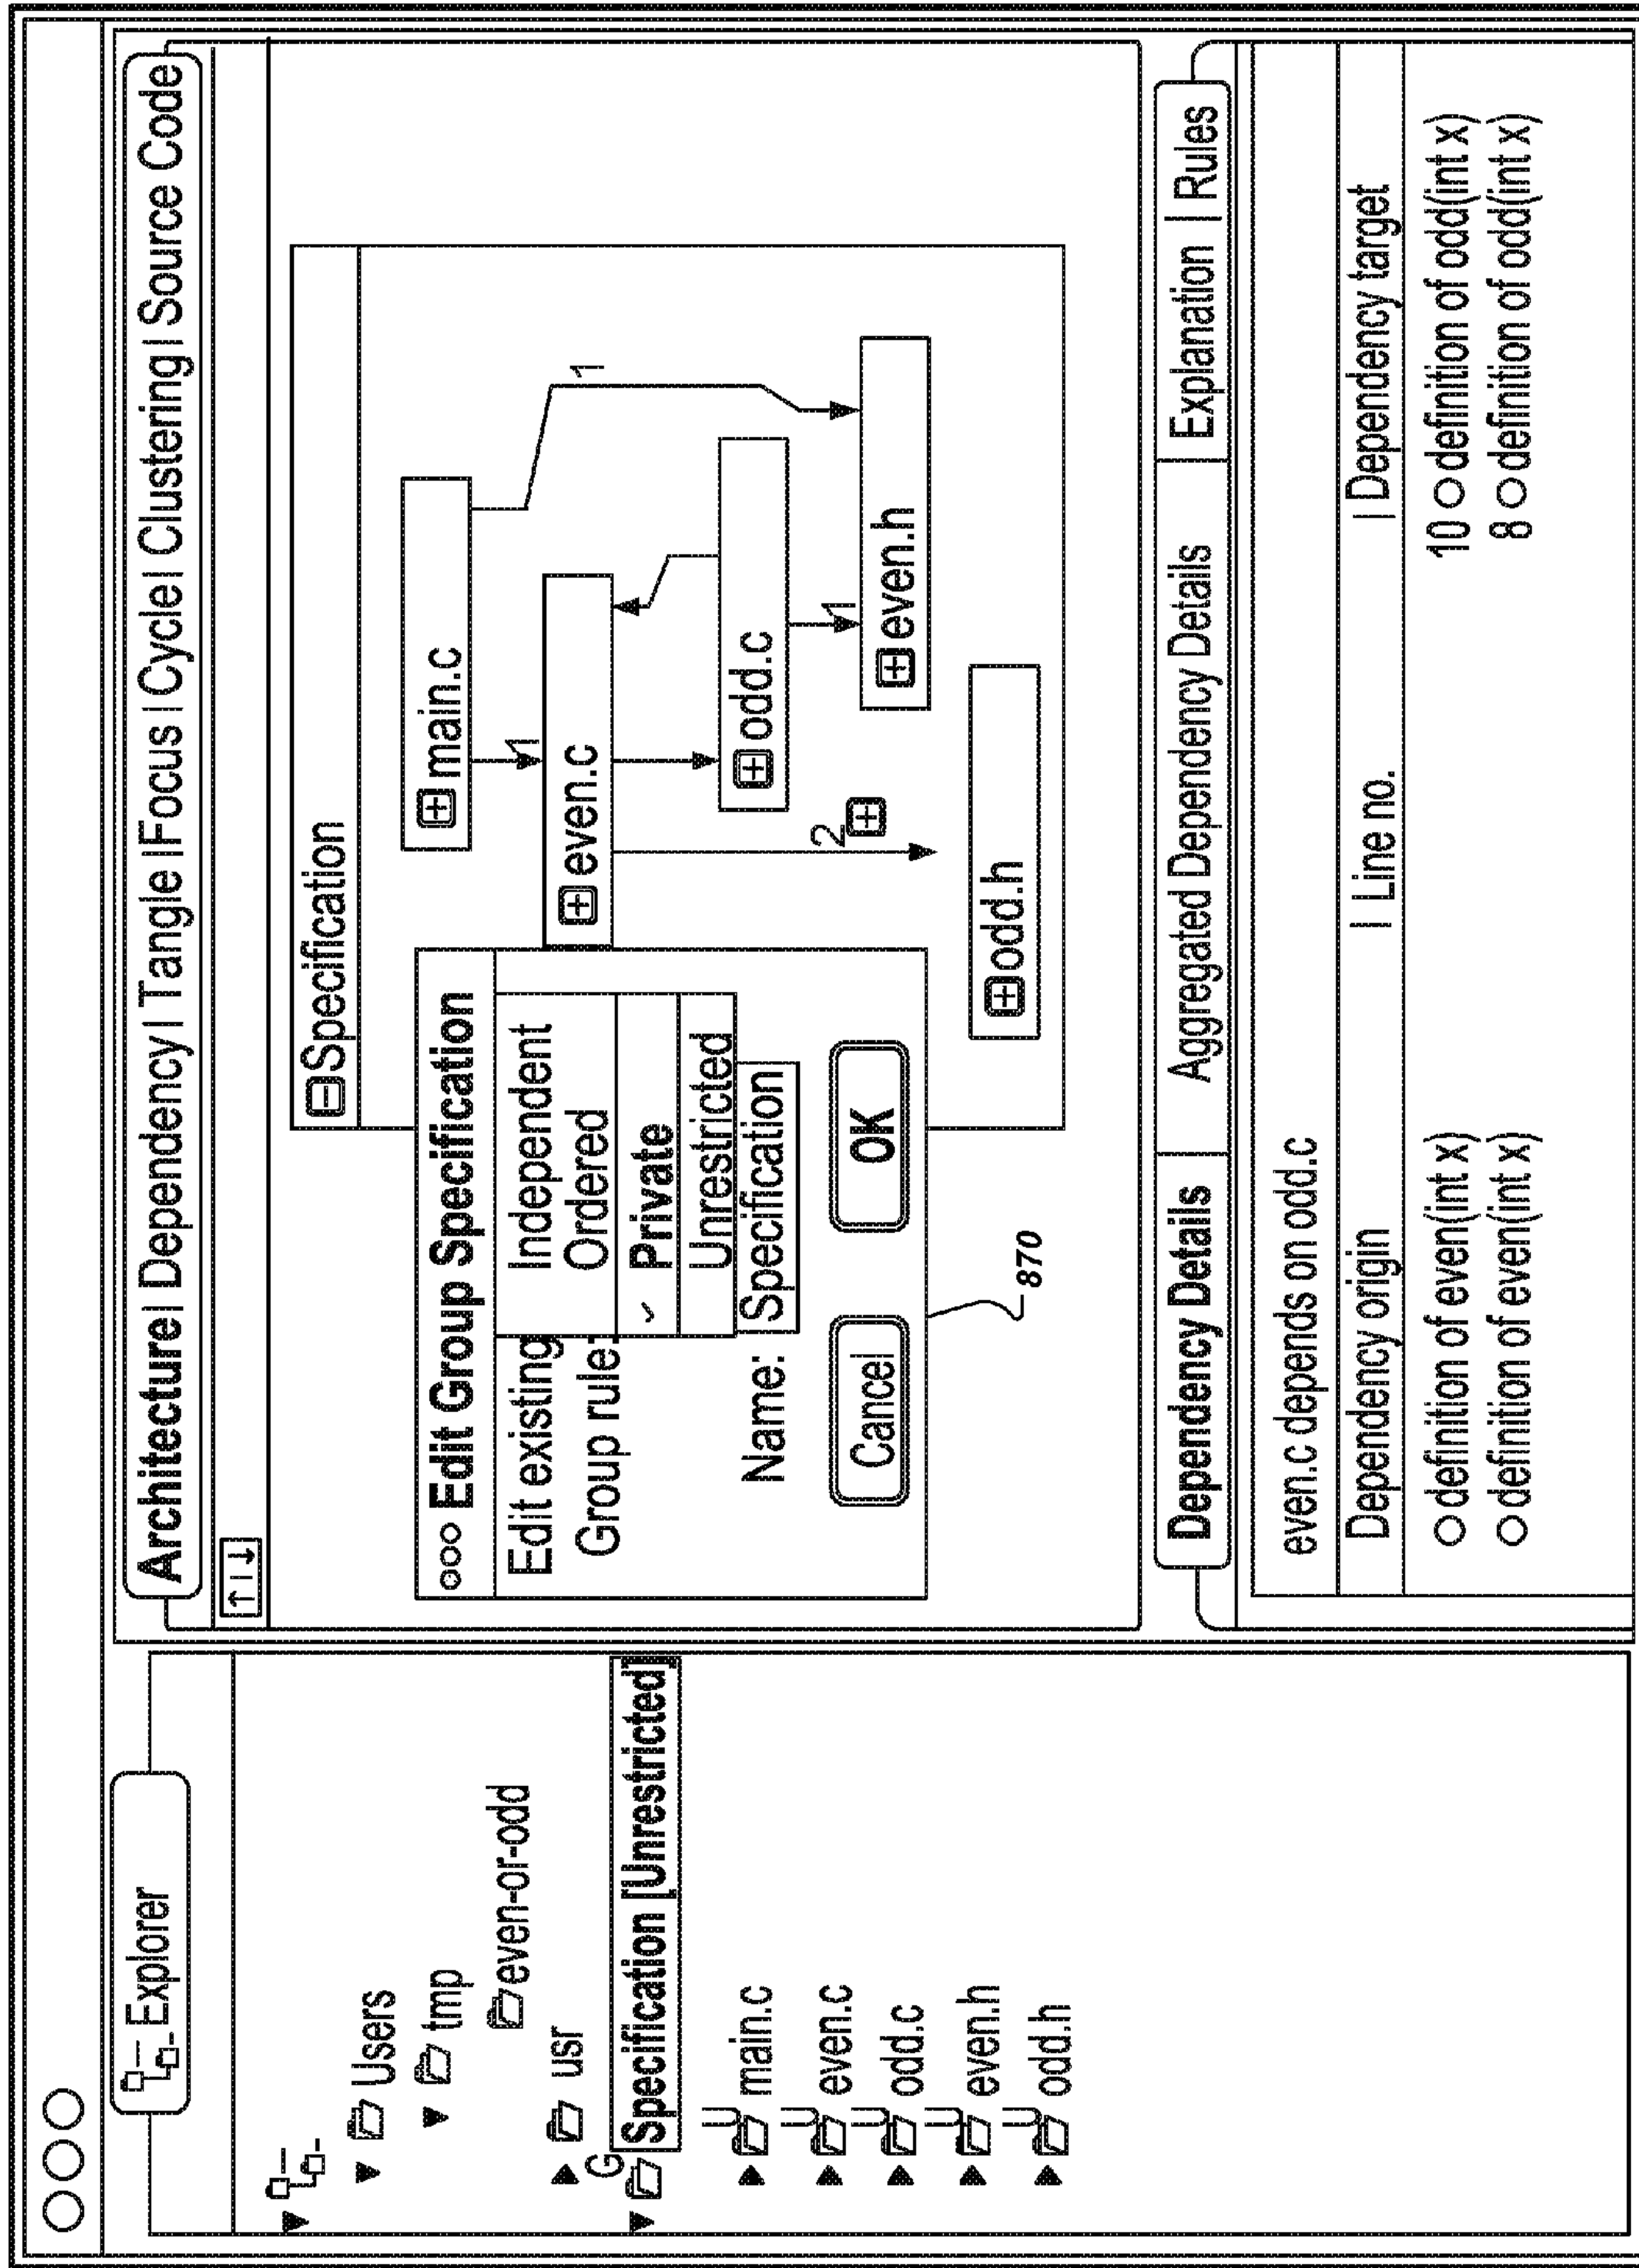 Explorer
Users
tmp
even-or-odd
usr
G
Specification [Unrestricted]
main.c
even.c
odd.c
even.h
odd.h
Architecture| Dependency| Tangle |Focus |Cycle| Clustering| Source Code
Specification
main.c
1
1
even.c
odd.c
2
1
even.h
odd.h
Edit Group Specification
Edit existing
Group rule:
Independent
Ordered
✓ Private
Unrestricted
Name: Specification
Cancel OK
870
Dependency Details Aggregated Dependency Details Explanation | Rules
even.c depends on odd.c
Dependency origin | Line no. | Dependency target
definition of even(int x) 10 definition of odd(int x)
definition of even(int x) 8 definition of odd(int x)